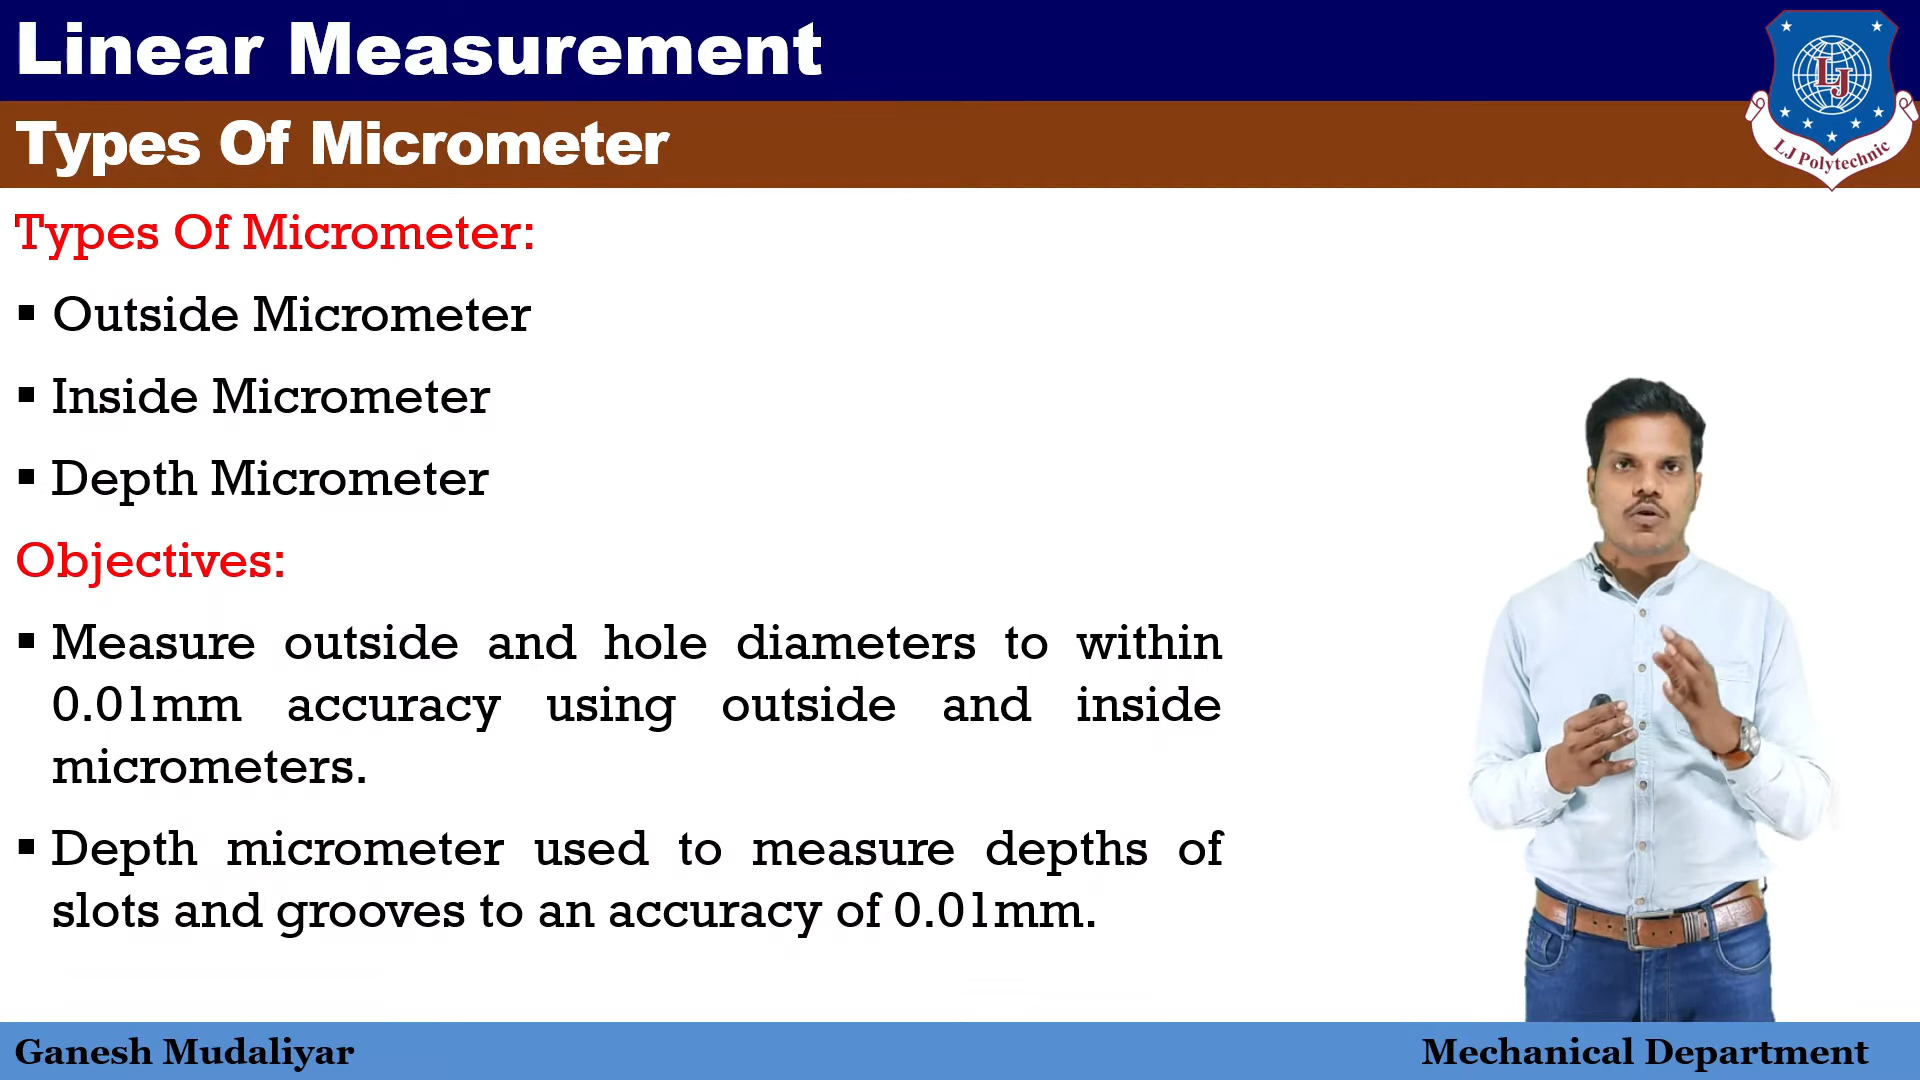 Linear Measurement
Types Of Micrometer
LJ
LJ Polytechnic
Types Of Micrometer:
▪ Outside Micrometer
▪ Inside Micrometer
▪ Depth Micrometer
Objectives:
▪ Measure outside and hole diameters to within
0.01mm accuracy using outside and inside
micrometers.
▪ Depth micrometer used to measure depths of
slots and grooves to an accuracy of 0.01mm.
Ganesh Mudaliyar
Mechanical Department